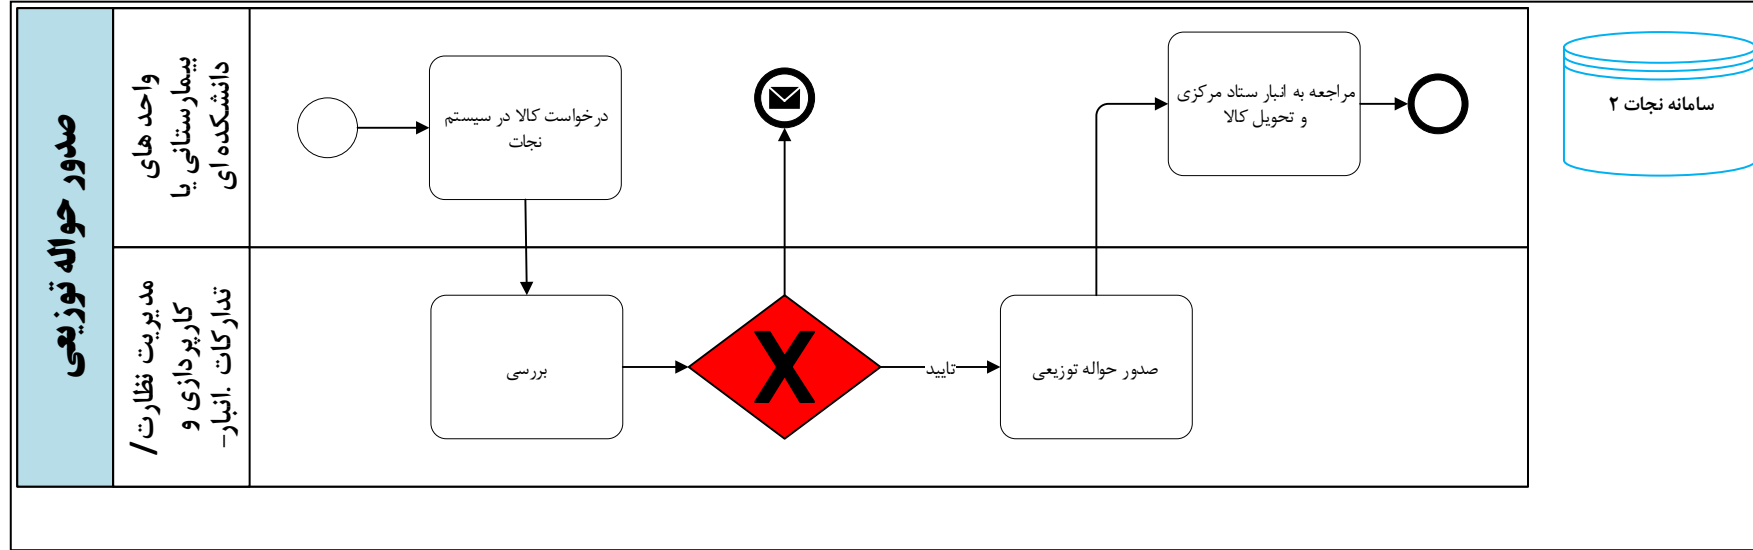 صدور حواله توزیعی
واحد های
بیمارستانی یا
دانشکده ای
درخواست کالا در سیستم
نجات
مراجعه به انبار ستاد مرکزی
و تحویل کالا
سامانه نجات ۲
مدیریت نظارت/
کارپردازی و
تدارکات .انبار-
بررسی
X
تایید
صدور حواله توزیعی